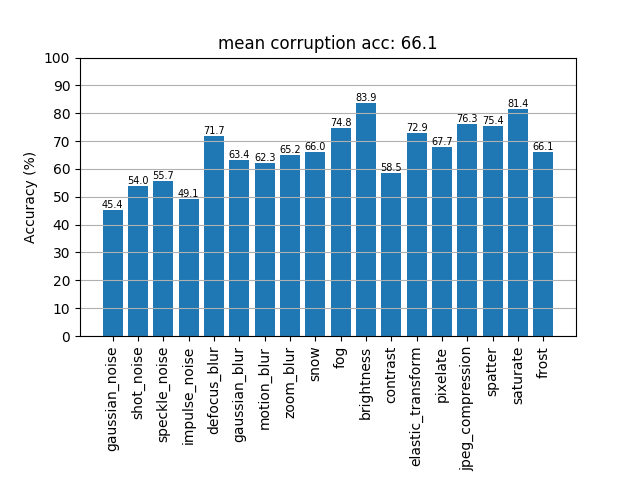 mean corruption acc: 66.1
Accuracy (%)
100
90
80
70
60
50
40
30
20
10
0
45.4
54.0
55.7
49.1
71.7
63.4
62.3
65.2
66.0
74.8
83.9
58.5
72.9
67.7
76.3
75.4
81.4
66.1
gaussian_noise
shot_noise
speckle_noise
impulse_noise
defocus_blur
gaussian_blur
motion_blur
zoom_blur
snow
fog
brightness
contrast
elastic_transform
pixelate
jpeg_compression
spatter
saturate
frost